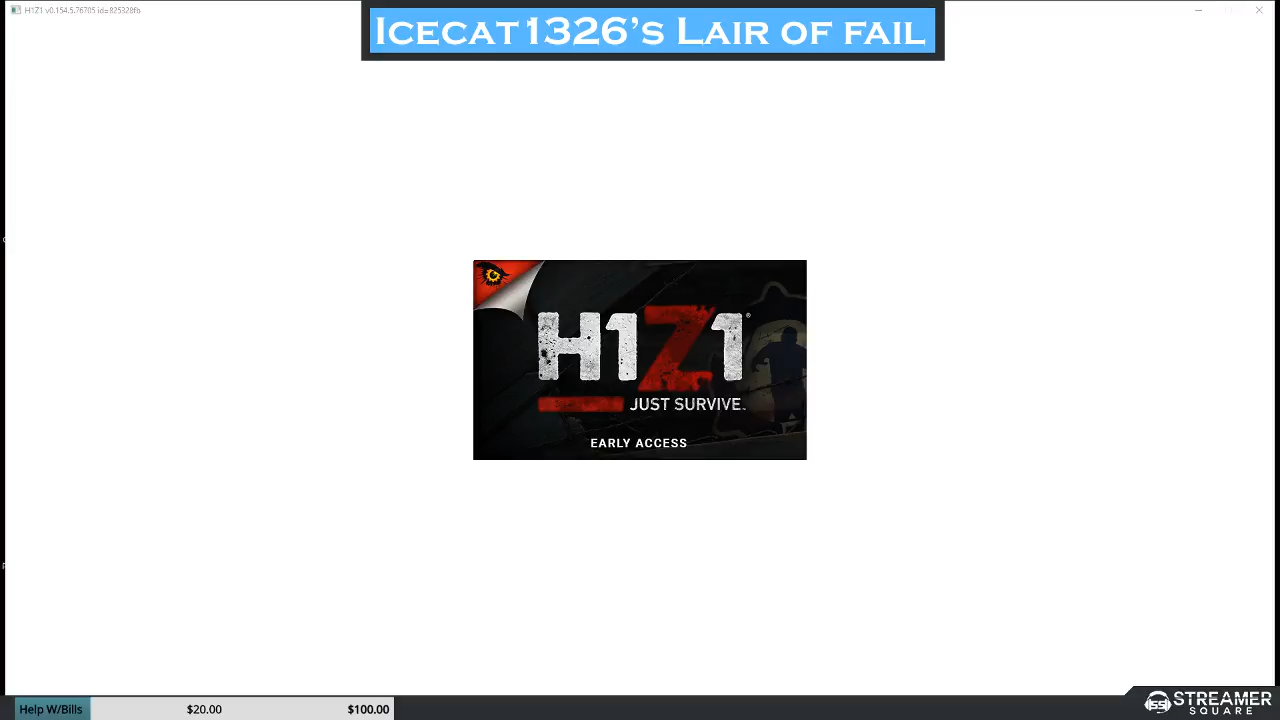 H1Z1 v0.154.5.76705 id=825328fb
Icecat1326's Lair of fail
H1Z1®
JUST SURVIVE™
EARLY ACCESS
Help W/Bills $20.00 $100.00
STREAMER
SQUARE